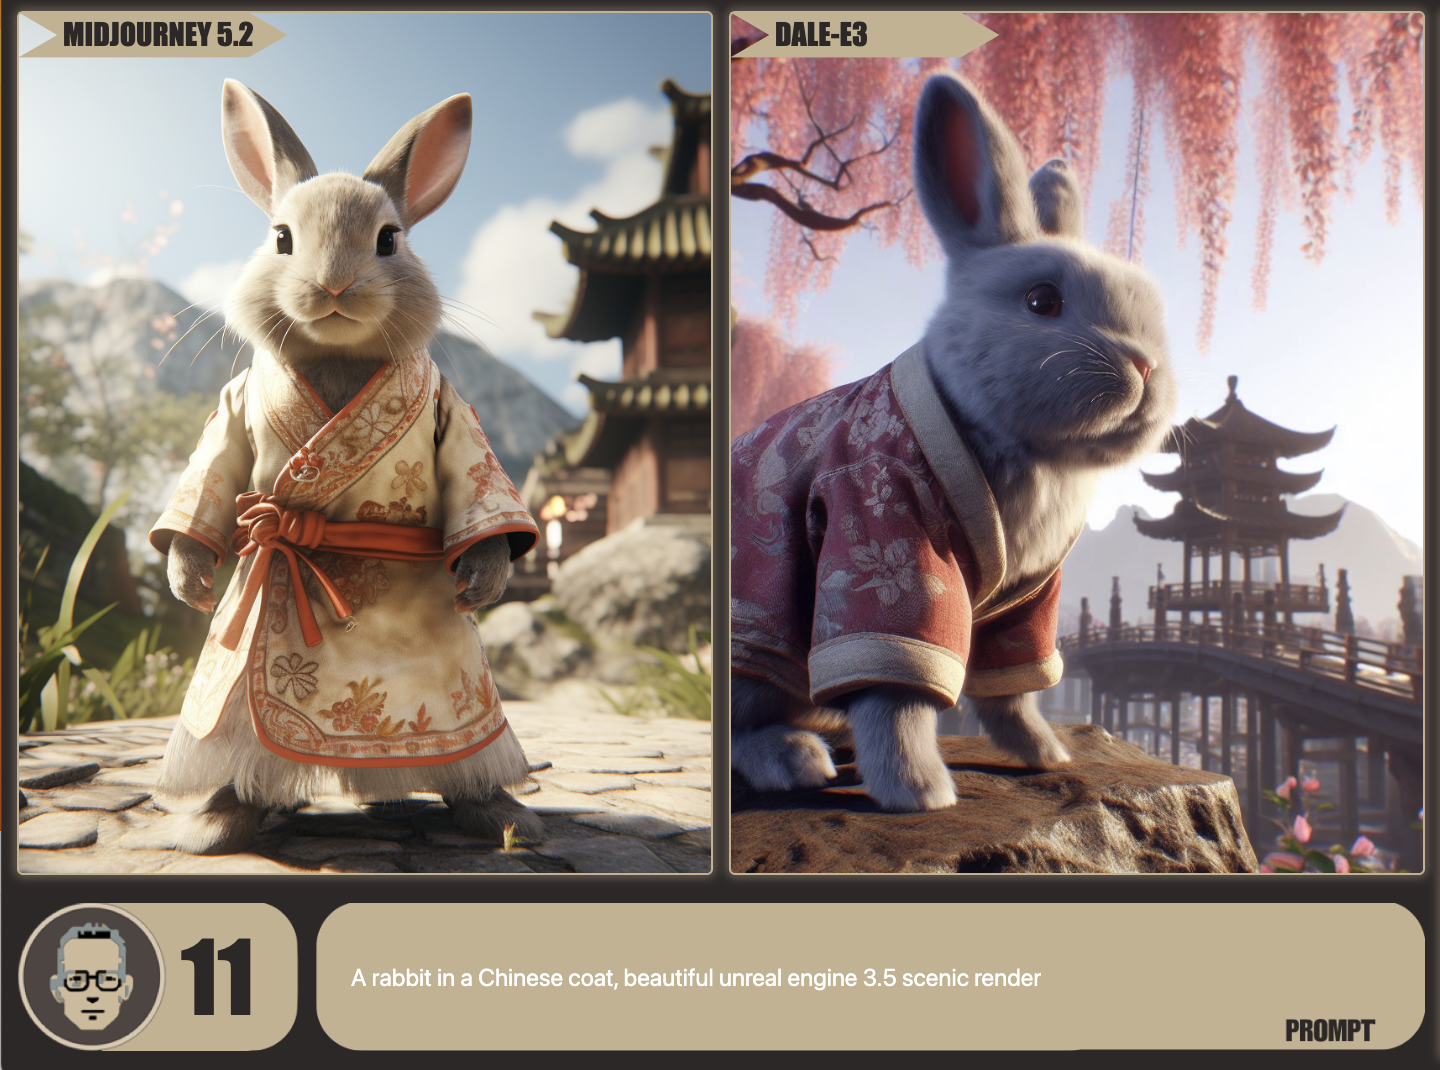 MIDJOURNEY 5.2
DALE-E3
11
A rabbit in a Chinese coat, beautiful unreal engine 3.5 scenic render
PROMPT